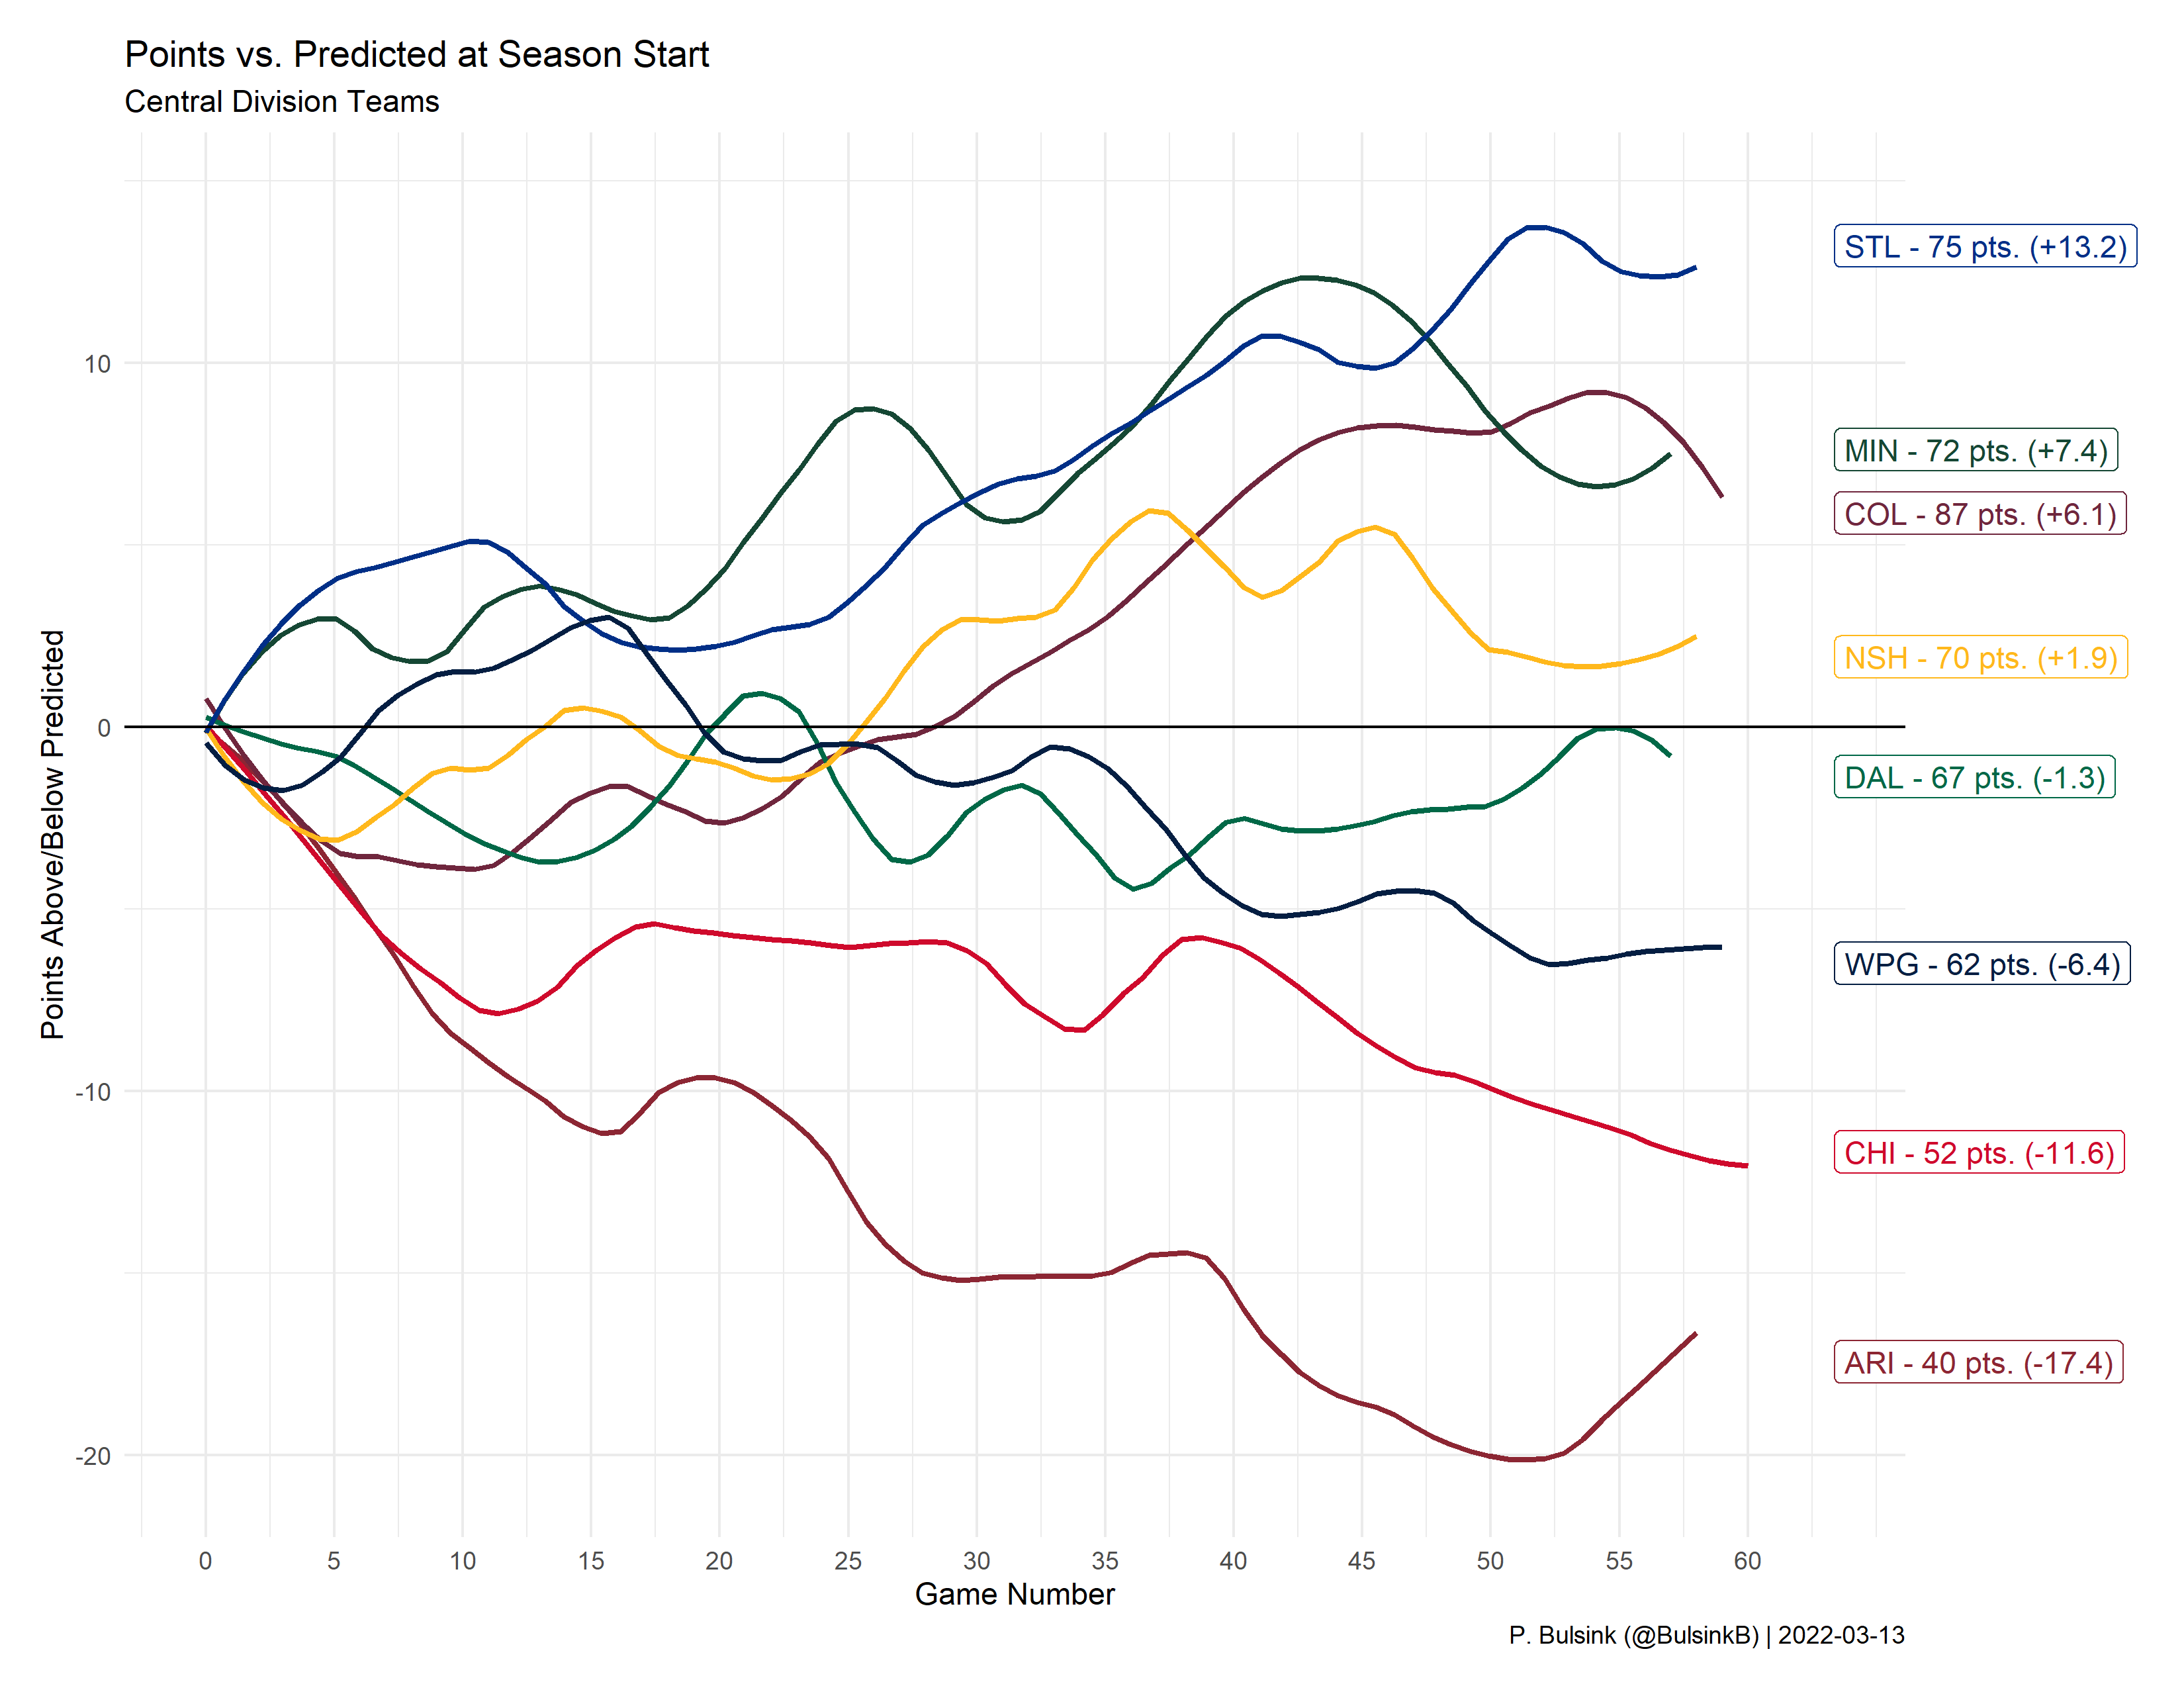 Points vs. Predicted at Season Start
Central Division Teams
Points Above/Below Predicted
10
0
-10
-20
STL - 75 pts. (+13.2)
MIN - 72 pts. (+7.4)
COL - 87 pts. (+6.1)
NSH - 70 pts. (+1.9)
DAL - 67 pts. (-1.3)
WPG - 62 pts. (-6.4)
CHI - 52 pts. (-11.6)
ARI - 40 pts. (-17.4)
0 5 10 15 20 25 30 35 40 45 50 55 60
Game Number
P. Bulsink (@BulsinkB) | 2022-03-13